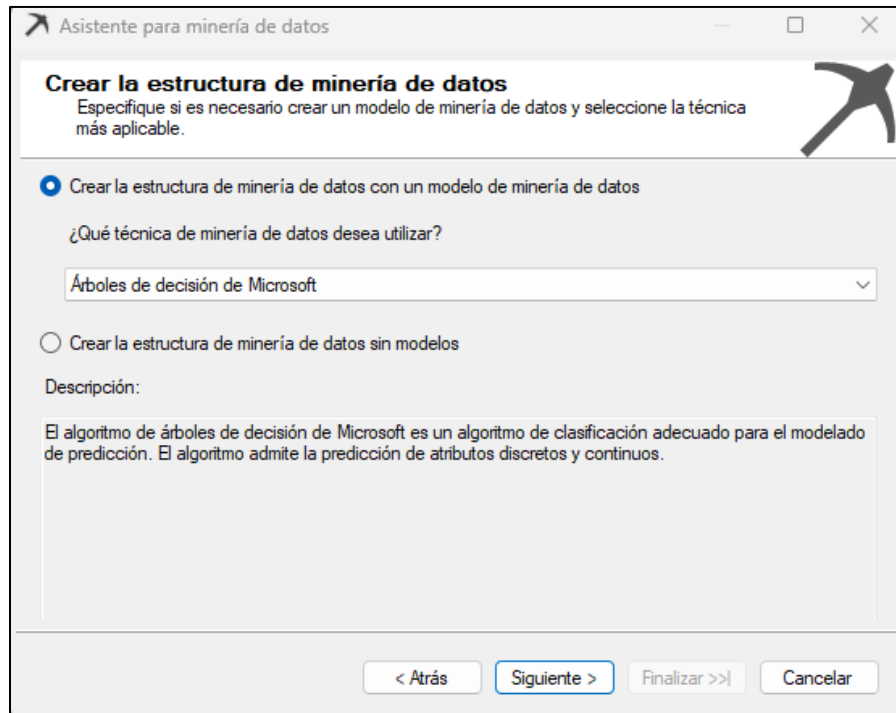 Asistente para minería de datos
Crear la estructura de minería de datos
Especifique si es necesario crear un modelo de minería de datos y seleccione la técnica
más aplicable.
Crear la estructura de minería de datos con un modelo de minería de datos
¿Qué técnica de minería de datos desea utilizar?
Árboles de decisión de Microsoft
Crear la estructura de minería de datos sin modelos
Descripción:
El algoritmo de árboles de decisión de Microsoft es un algoritmo de clasificación adecuado para el modelado
de predicción. El algoritmo admite la predicción de atributos discretos y continuos.
< Atrás Siguiente > Finalizar >>| Cancelar